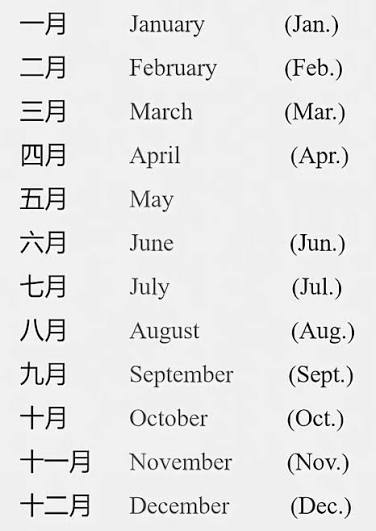 一月 January (Jan.)
二月 February (Feb.)
三月 March (Mar.)
四月 April (Apr.)
五月 May
六月 June (Jun.)
七月 July (Jul.)
八月 August (Aug.)
九月 September (Sept.)
十月 October (Oct.)
十一月 November (Nov.)
十二月 December (Dec.)